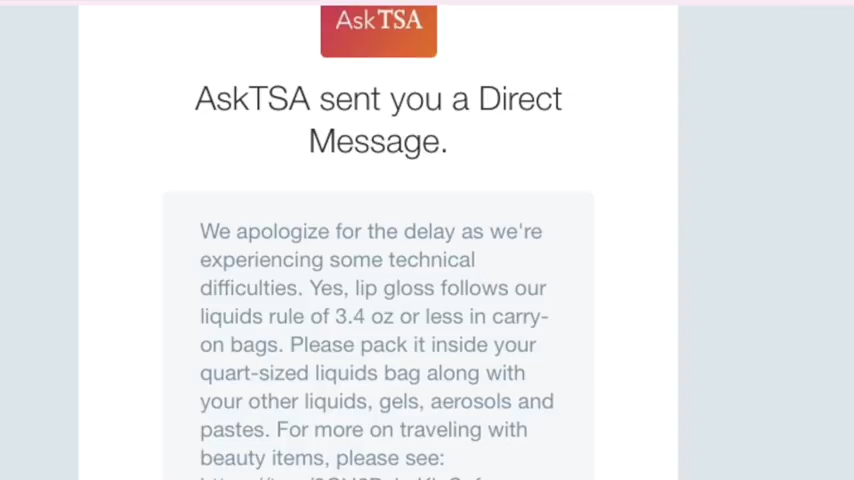 AskTSA
AskTSA sent you a Direct
Message.
We apologize for the delay as we're
experiencing some technical
difficulties. Yes, lip gloss follows our
liquids rule of 3.4 oz or less in carry-
on bags. Please pack it inside your
quart-sized liquids bag along with
your other liquids, gels, aerosols and
pastes. For more on traveling with
beauty items, please see: